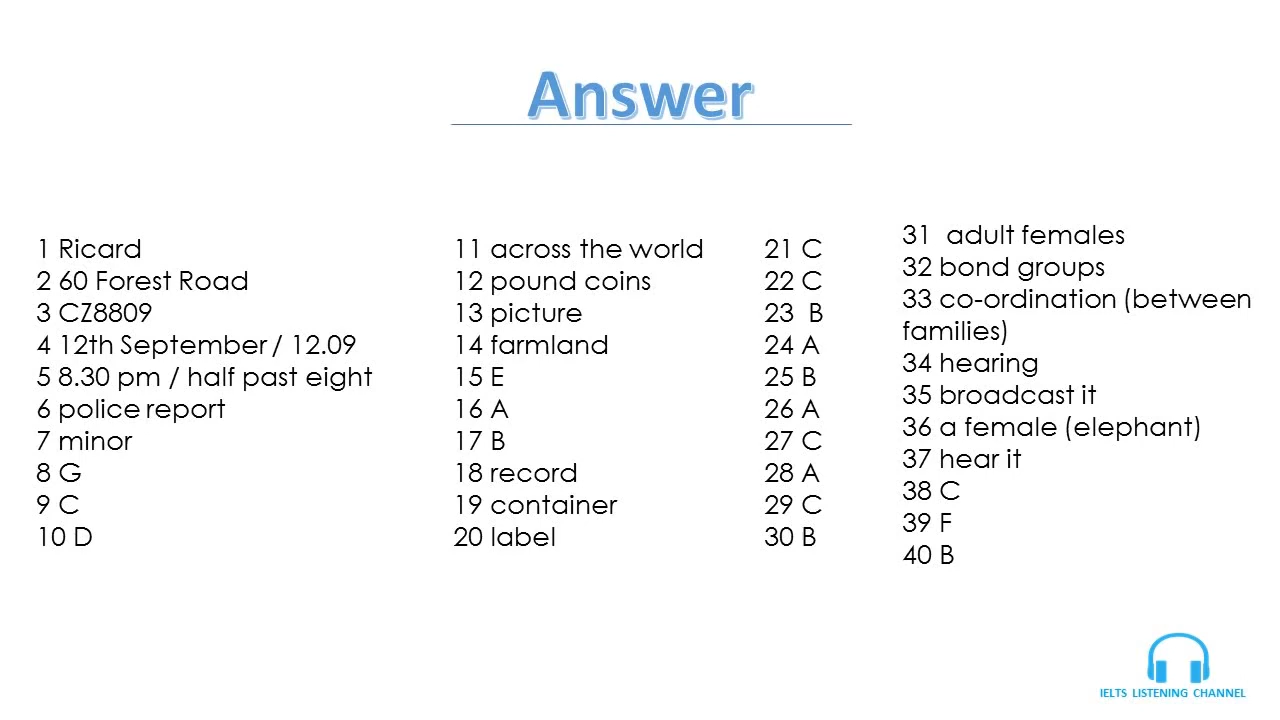 Answer
1 Ricard
2 60 Forest Road
3 CZ8809
4 12th September / 12.09
5 8.30 pm / half past eight
6 police report
7 minor
8 G
9 C
10 D
11 across the world
12 pound coins
13 picture
14 farmland
15 E
16 A
17 B
18 record
19 container
20 label
21 C
22 C
23 B
24 A
25 B
26 A
27 C
28 A
29 C
30 B
31 adult females
32 bond groups
33 co-ordination (between
families)
34 hearing
35 broadcast it
36 a female (elephant)
37 hear it
38 C
39 F
40 B
IELTS LISTENING CHANNEL